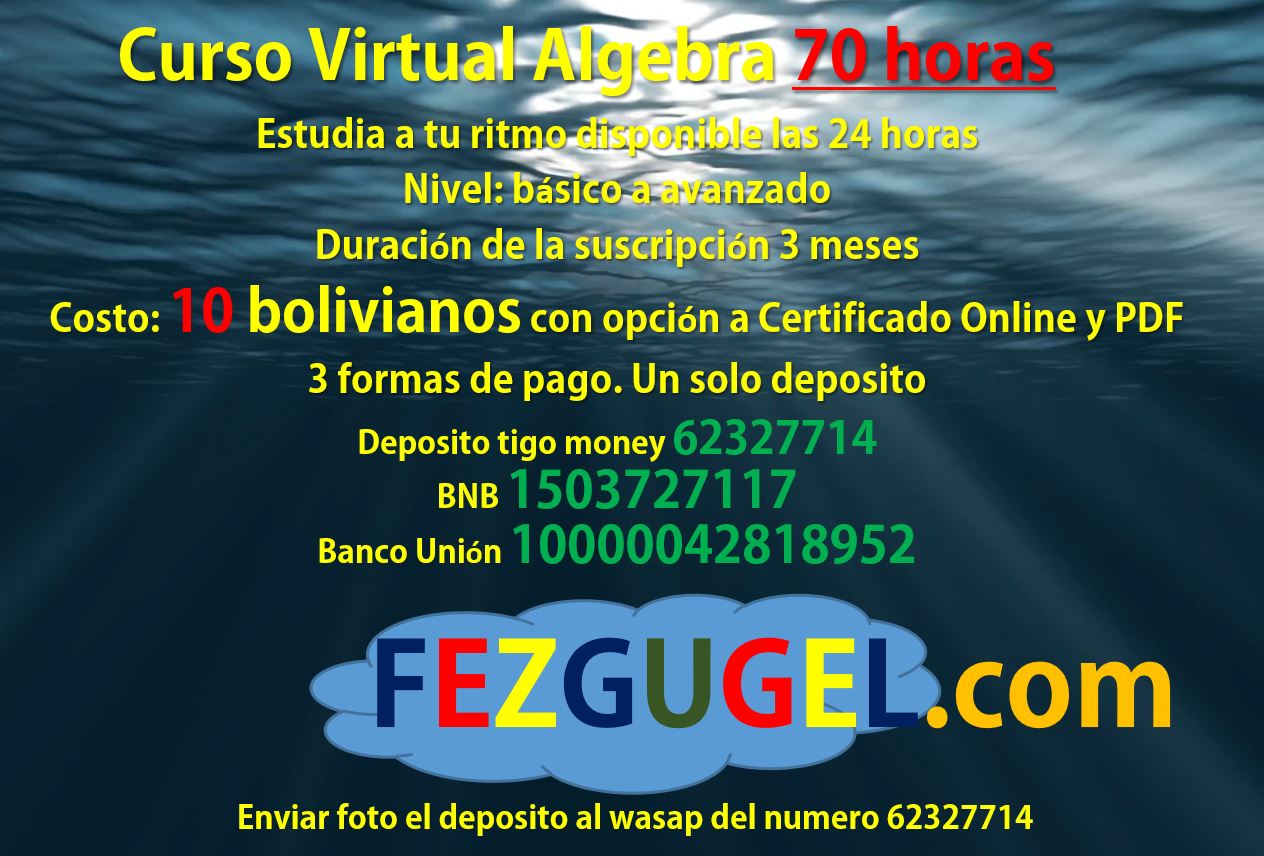 Curso Virtual Algebra 70 horas
Estudia a tu ritmo disponible las 24 horas
Nivel: básico a avanzado
Duración de la suscripción 3 meses
Costo: 10 bolivianos con opción a Certificado Online y PDF
3 formas de pago. Un solo deposito
Deposito tigo money 62327714
BNB 1503727117
Banco Unión 10000042818952
FEZGUGEL.com
Enviar foto el deposito al wasap del numero 62327714